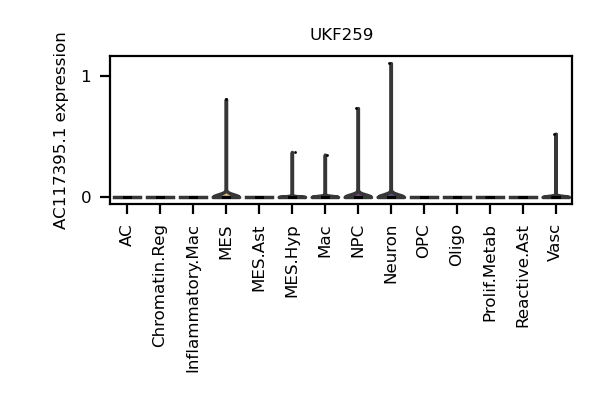 UKF259
AC117395.1 expression
1
0
AC
Chromatin.Reg
Inflammatory.Mac
MES
MES.Ast
MES.Hyp
Mac
NPC
Neuron
OPC
Oligo
Prolif.Metab
Reactive.Ast
Vasc